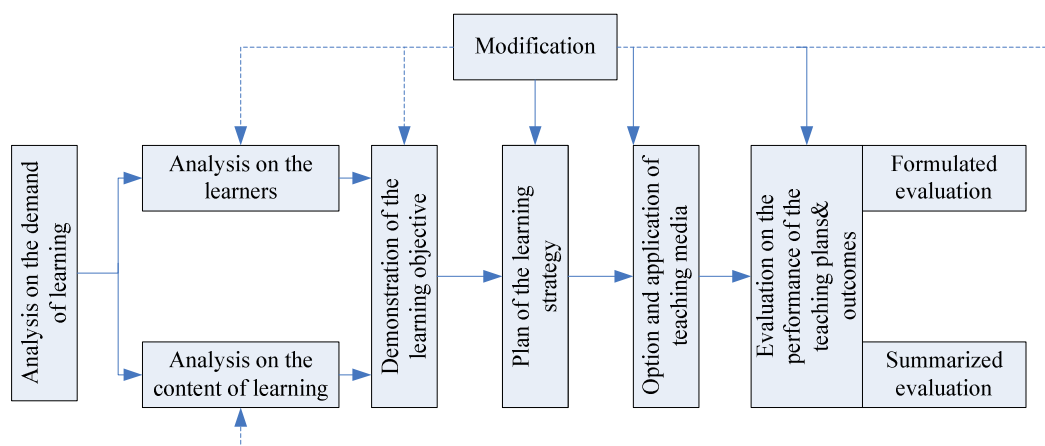 Modification
Analysis on the demand
of learning
Analysis on the
learners
Analysis on the
content of learning
Demonstration of the
learning objective
Plan of the learning
strategy
Option and application of
teaching media
Evaluation on the
performance of the
teaching plans&
outcomes
Formulated
evaluation
Summarized
evaluation